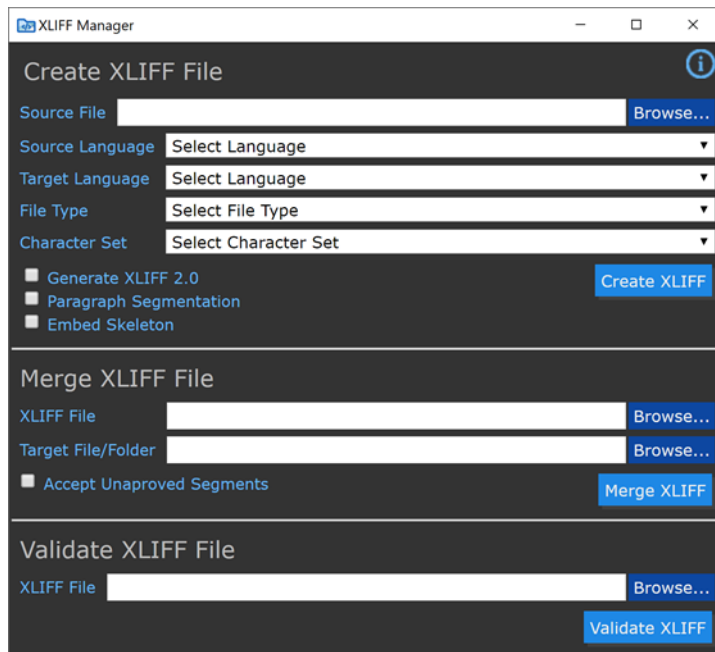 XLIFF Manager
Create XLIFF File
Source File Browse...
Source Language Select Language
Target Language Select Language
File Type Select File Type
Character Set Select Character Set
Generate XLIFF 2.0 Create XLIFF
Paragraph Segmentation
Embed Skeleton
Merge XLIFF File
XLIFF File Browse...
Target File/Folder Browse...
Accept Unaproved Segments Merge XLIFF
Validate XLIFF File
XLIFF File Browse...
Validate XLIFF